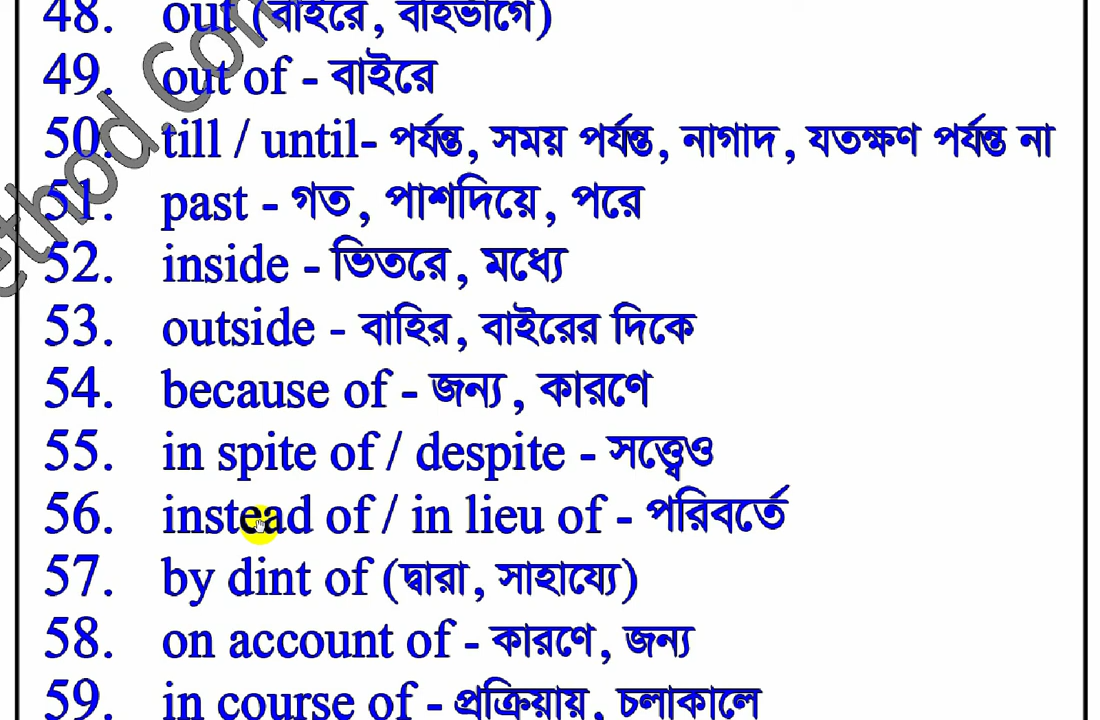 48. out (বাহিরে, বহির্ভাগে)
49. out of - বাইরে
50. till / until- পর্যন্ত, সময় পর্যন্ত, নাগাদ, যতক্ষণ পর্যন্ত না
51. past - গত, পাশদিয়ে, পরে
52. inside - ভিতরে, মধ্যে
53. outside - বাহির, বাইরের দিকে
54. because of - জন্য, কারণে
55. in spite of / despite - সত্ত্বেও
56. instead of / in lieu of - পরিবর্তে
57. by dint of (দ্বারা, সাহায্যে)
58. on account of - কারণে, জন্য
59. in course of - প্রক্রিয়ায়, চলাকালে